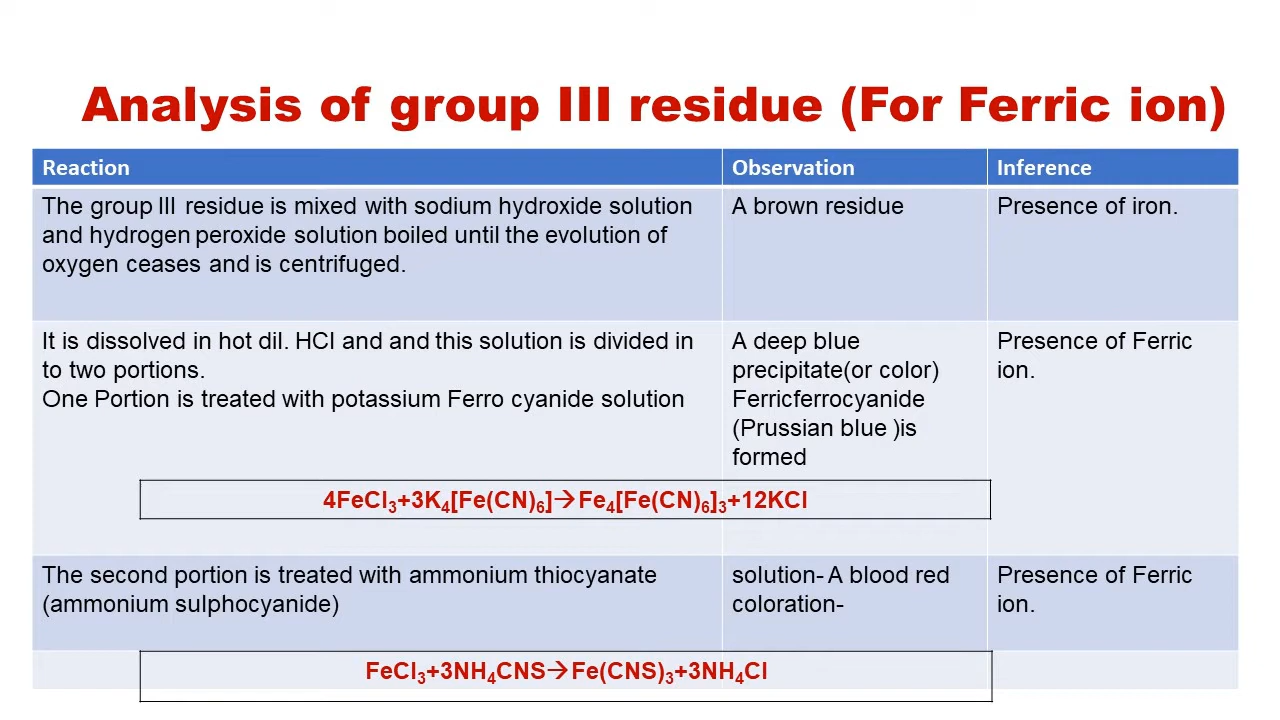 Analysis of group III residue (For Ferric ion)
Reaction
Observation
Inference
The group III residue is mixed with sodium hydroxide solution
and hydrogen peroxide solution boiled until the evolution of
oxygen ceases and is centrifuged.
A brown residue
Presence of iron.
It is dissolved in hot dil. HCl and and this solution is divided in
to two portions.
One Portion is treated with potassium Ferro cyanide solution
A deep blue
precipitate(or color)
Ferricferrocyanide
(Prussian blue )is
formed
Presence of Ferric
ion.
4FeCl₃+3K₄[Fe(CN)₆]→Fe₄[Fe(CN)₆]₃+12KCl
The second portion is treated with ammonium thiocyanate
(ammonium sulphocyanide)
solution- A blood red
coloration-
Presence of Ferric
ion.
FeCl₃+3NH₄CNS→Fe(CNS)₃+3NH₄Cl